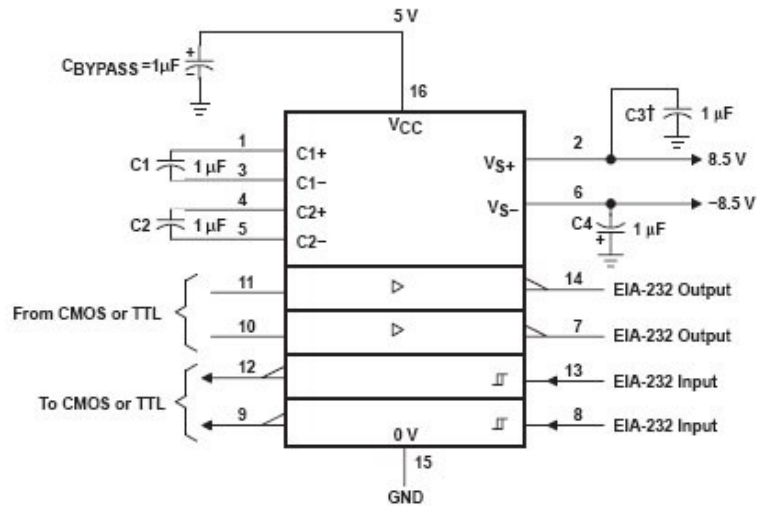 5 V
CBYPASS =1µF
+
−
16
VCC
C3†
1 µF
1
C1+
2
VS+
8.5 V
C1
1 µF
3
C1−
4
C2+
6
VS−
−8.5 V
C2
1 µF
5
C2−
C4
+
1 µF
11
14
EIA-232 Output
From CMOS or TTL
10
7
EIA-232 Output
12
13
EIA-232 Input
To CMOS or TTL
9
8
EIA-232 Input
0 V
15
GND